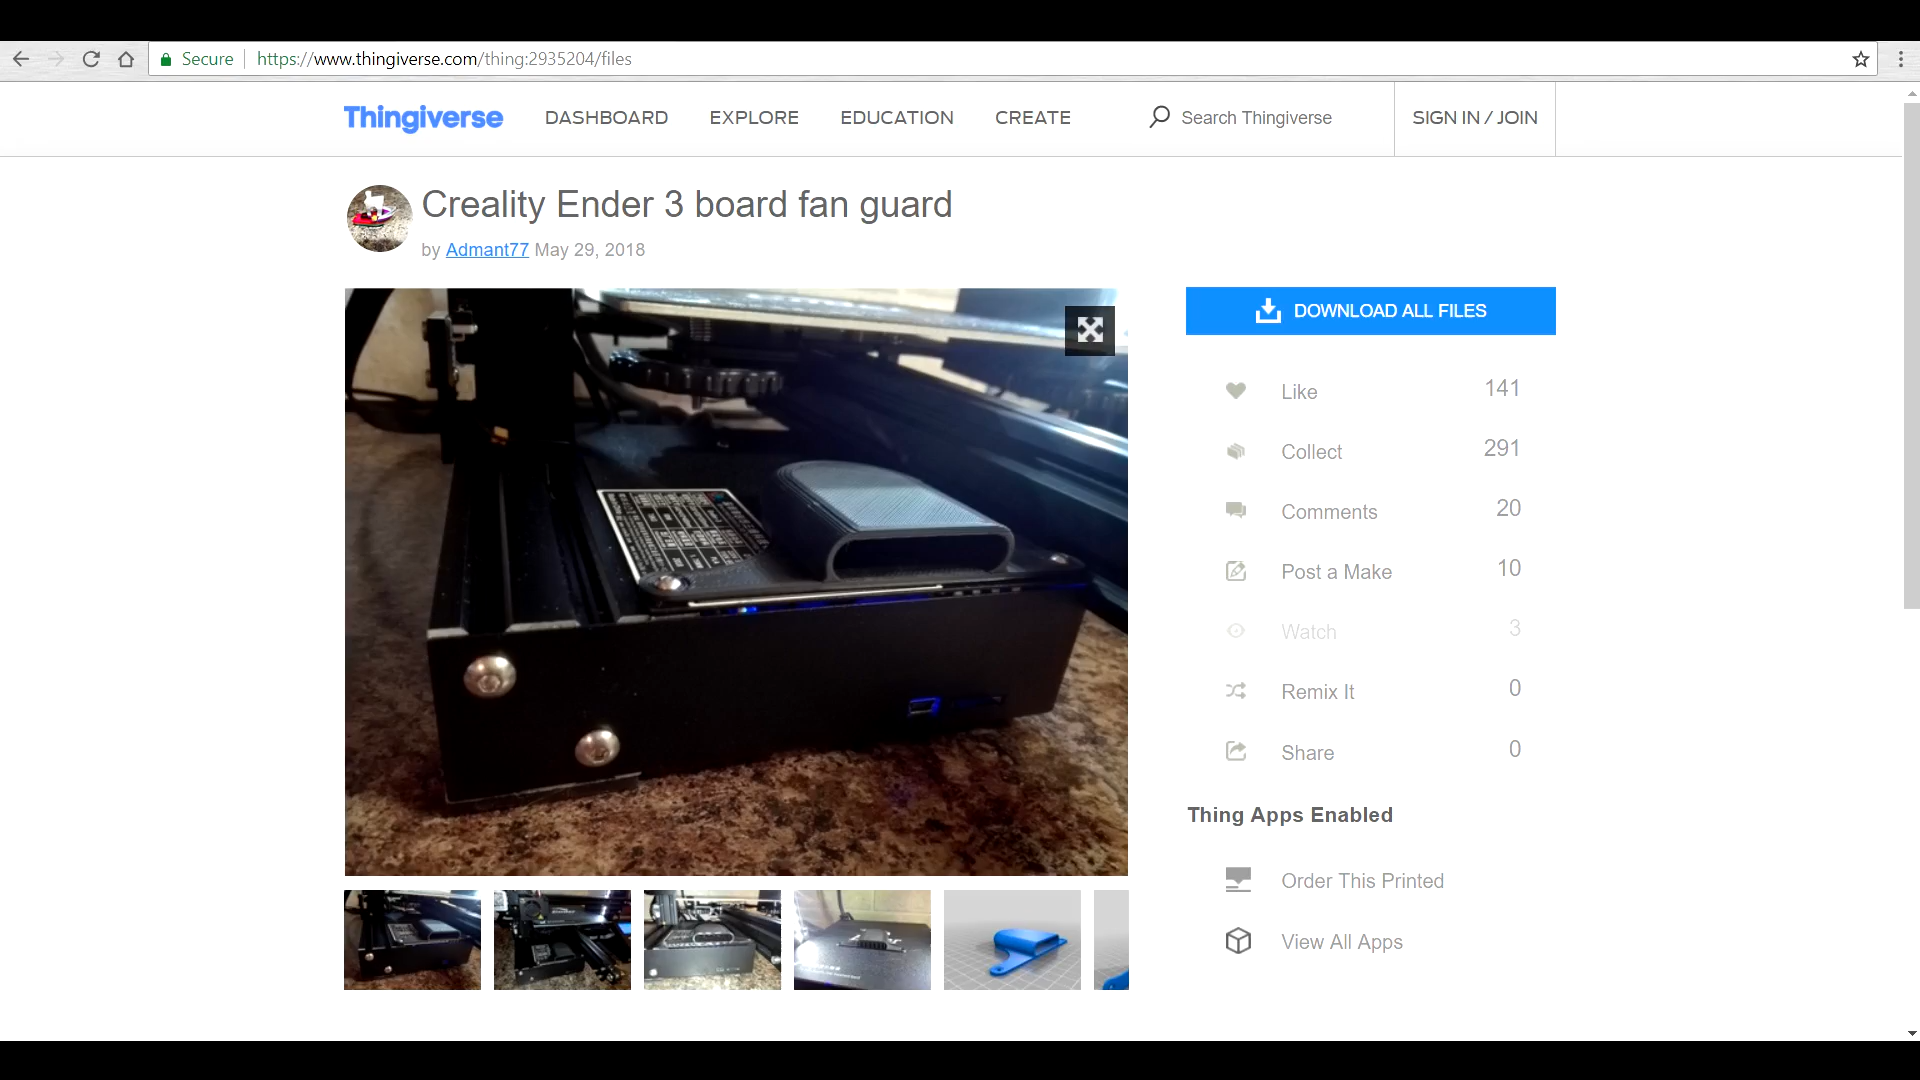 Secure
https://www.thingiverse.com/thing:2935204/files
Thingiverse DASHBOARD EXPLORE EDUCATION CREATE Search Thingiverse SIGN IN / JOIN
Creality Ender 3 board fan guard
by Admant77 May 29, 2018
DOWNLOAD ALL FILES
Like 141
Collect 291
Comments 20
Post a Make 10
Watch 3
Remix It 0
Share 0
Thing Apps Enabled
Order This Printed
View All Apps